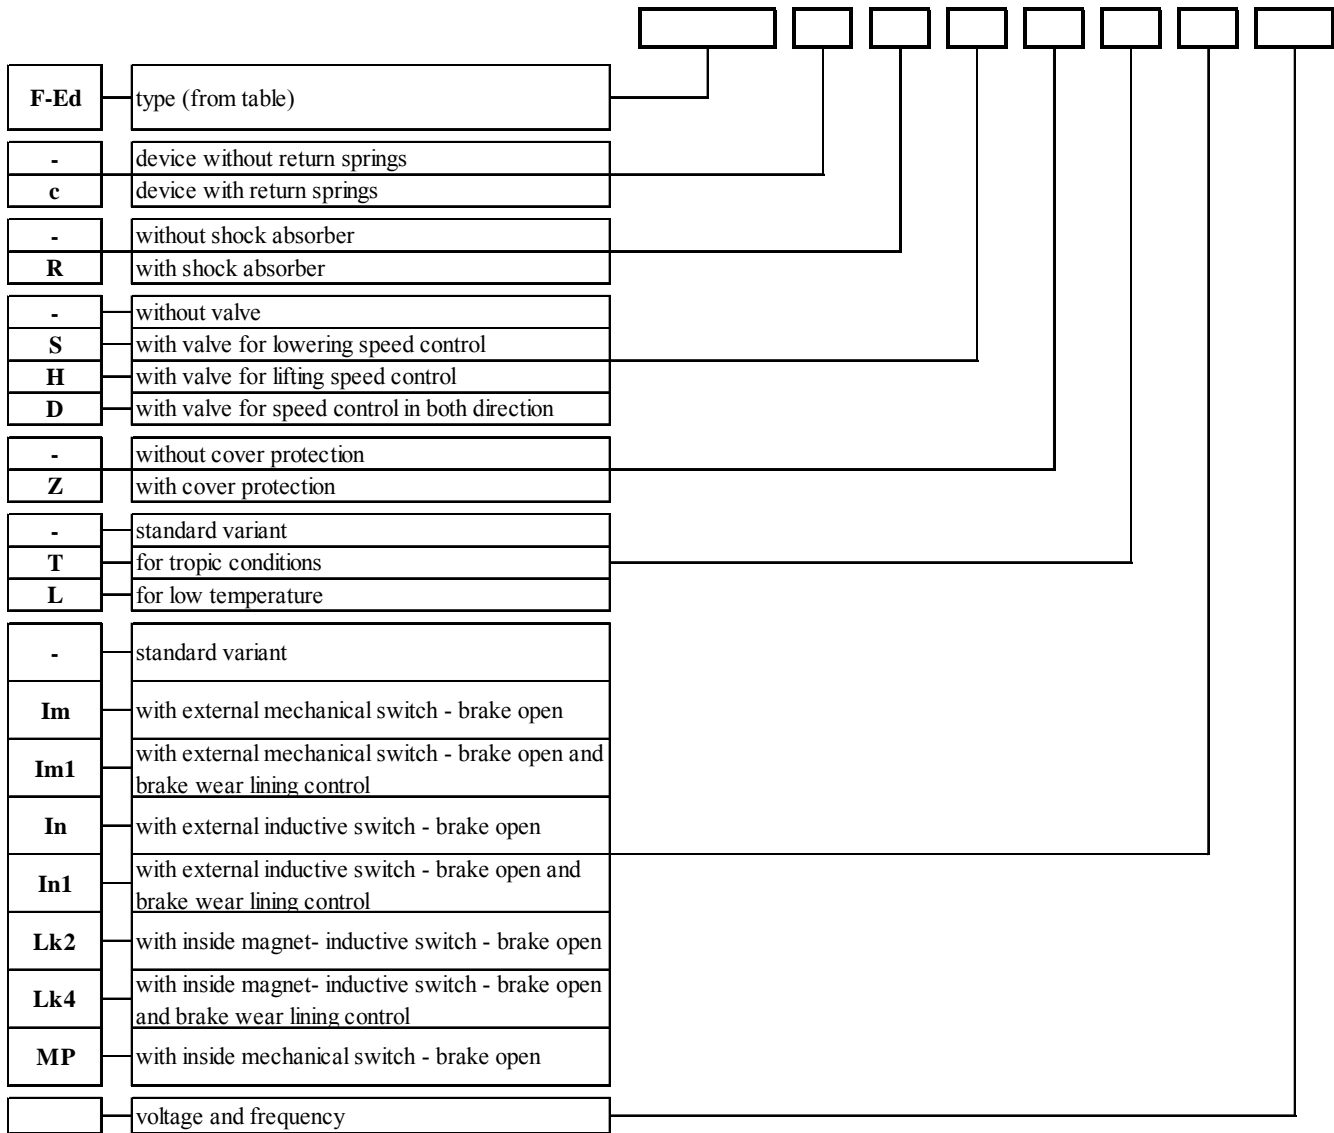 F-Ed type (from table)
- device without return springs
c device with return springs
- without shock absorber
R with shock absorber
- without valve
S with valve for lowering speed control
H with valve for lifting speed control
D with valve for speed control in both direction
- without cover protection
Z with cover protection
- standard variant
T for tropic conditions
L for low temperature
- standard variant
Im with external mechanical switch - brake open
Im1 with external mechanical switch - brake open and
brake wear lining control
In with external inductive switch - brake open
In1 with external inductive switch - brake open and
brake wear lining control
Lk2 with inside magnet- inductive switch - brake open
Lk4 with inside magnet- inductive switch - brake open
and brake wear lining control
MP with inside mechanical switch - brake open
voltage and frequency